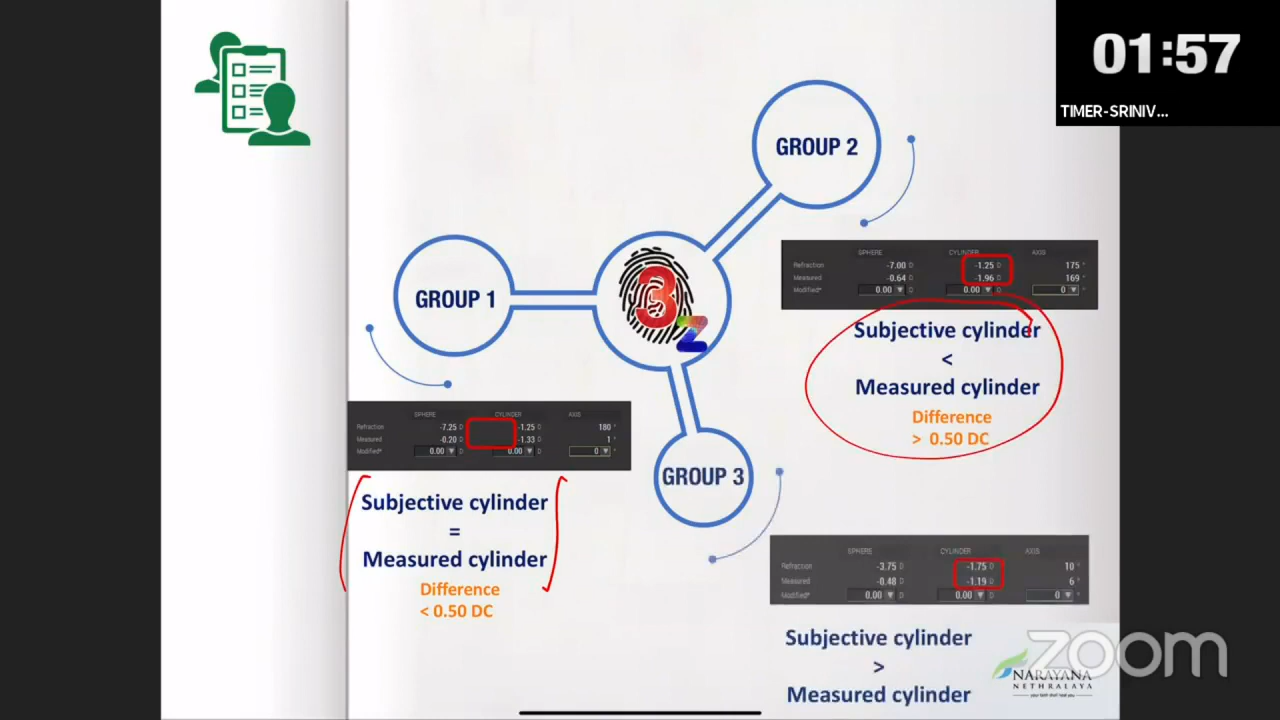 01:57
TIMER-SRINIV...
GROUP 2
GROUP 1
3
Z
GROUP 3
SPHERE CYLINDER AXIS
Refraction -7.00 D -1.25 D 175 °
Measured -0.64 D -1.96 D 169 °
Modified* 0.00 D 0.00 D 0 °
Subjective cylinder
<
Measured cylinder
Difference
> 0.50 DC
SPHERE CYLINDER AXIS
Refraction -7.25 D -1.25 D 180 °
Measured -0.20 D -1.33 D 1 °
Modified* 0.00 D 0.00 D 0 °
Subjective cylinder
=
Measured cylinder
Difference
< 0.50 DC
SPHERE CYLINDER AXIS
Refraction -3.75 D -1.75 D 10 °
Measured -0.48 D -1.19 D 6 °
Modified* 0.00 D 0.00 D 0 °
Subjective cylinder
>
Measured cylinder
zoom
NARAYANA
NETHRALAYA